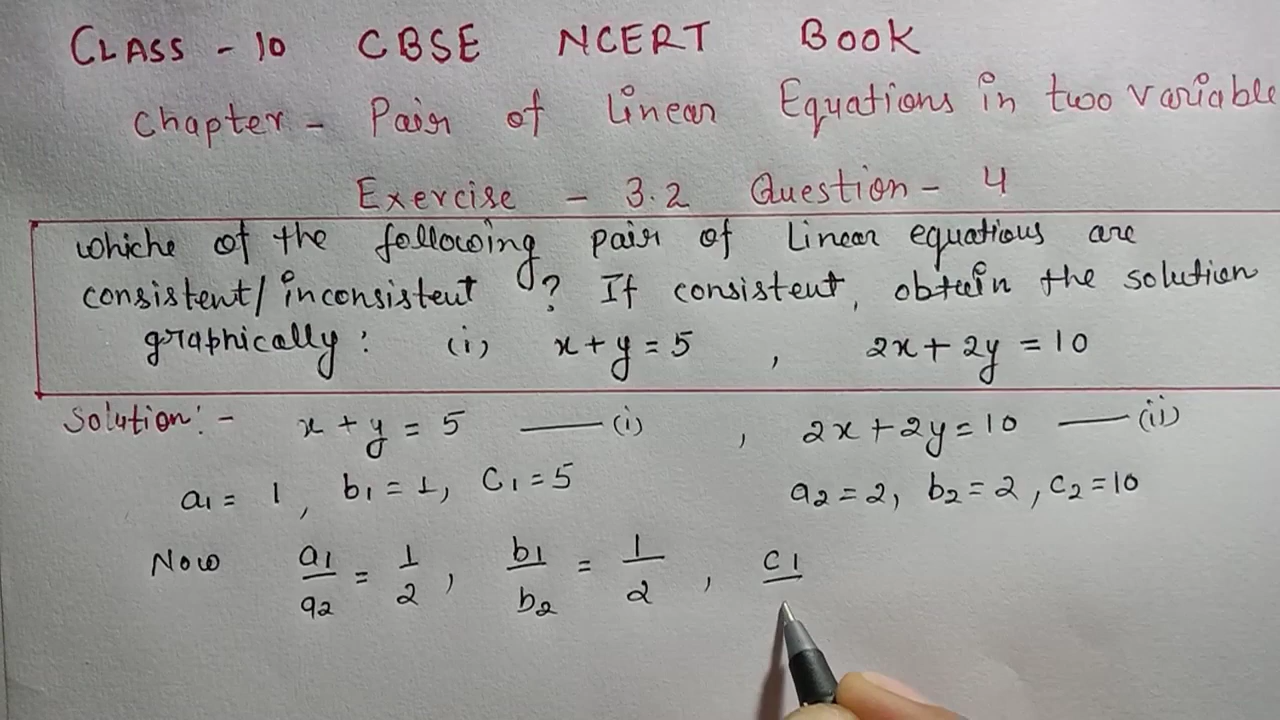 CLASS - 10 CBSE NCERT BOOK
Chapter - Pair of Linear Equations in two variable
Exercise - 3.2 Question - 4
whiche of the following pair of Linear equations are
consistent/inconsistent ? If consistent, obtain the solution
graphically: (i) x + y = 5 , 2x + 2y = 10
Solution:- x + y = 5 —— (i) , 2x + 2y = 10 —— (ii)
a1 = 1, b1 = 1, C1 = 5 a2 = 2, b2 = 2, c2 = 10
Now a1/a2 = 1/2, b1/b2 = 1/2, c1/